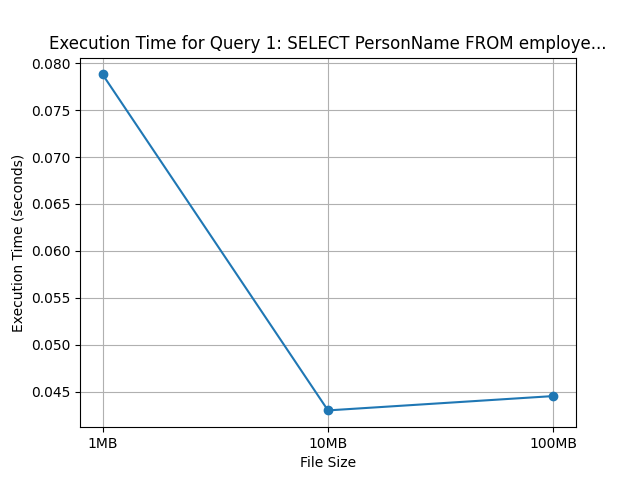 Execution Time for Query 1: SELECT PersonName FROM employe...
Execution Time (seconds)
0.080
0.075
0.070
0.065
0.060
0.055
0.050
0.045
1MB 10MB 100MB
File Size